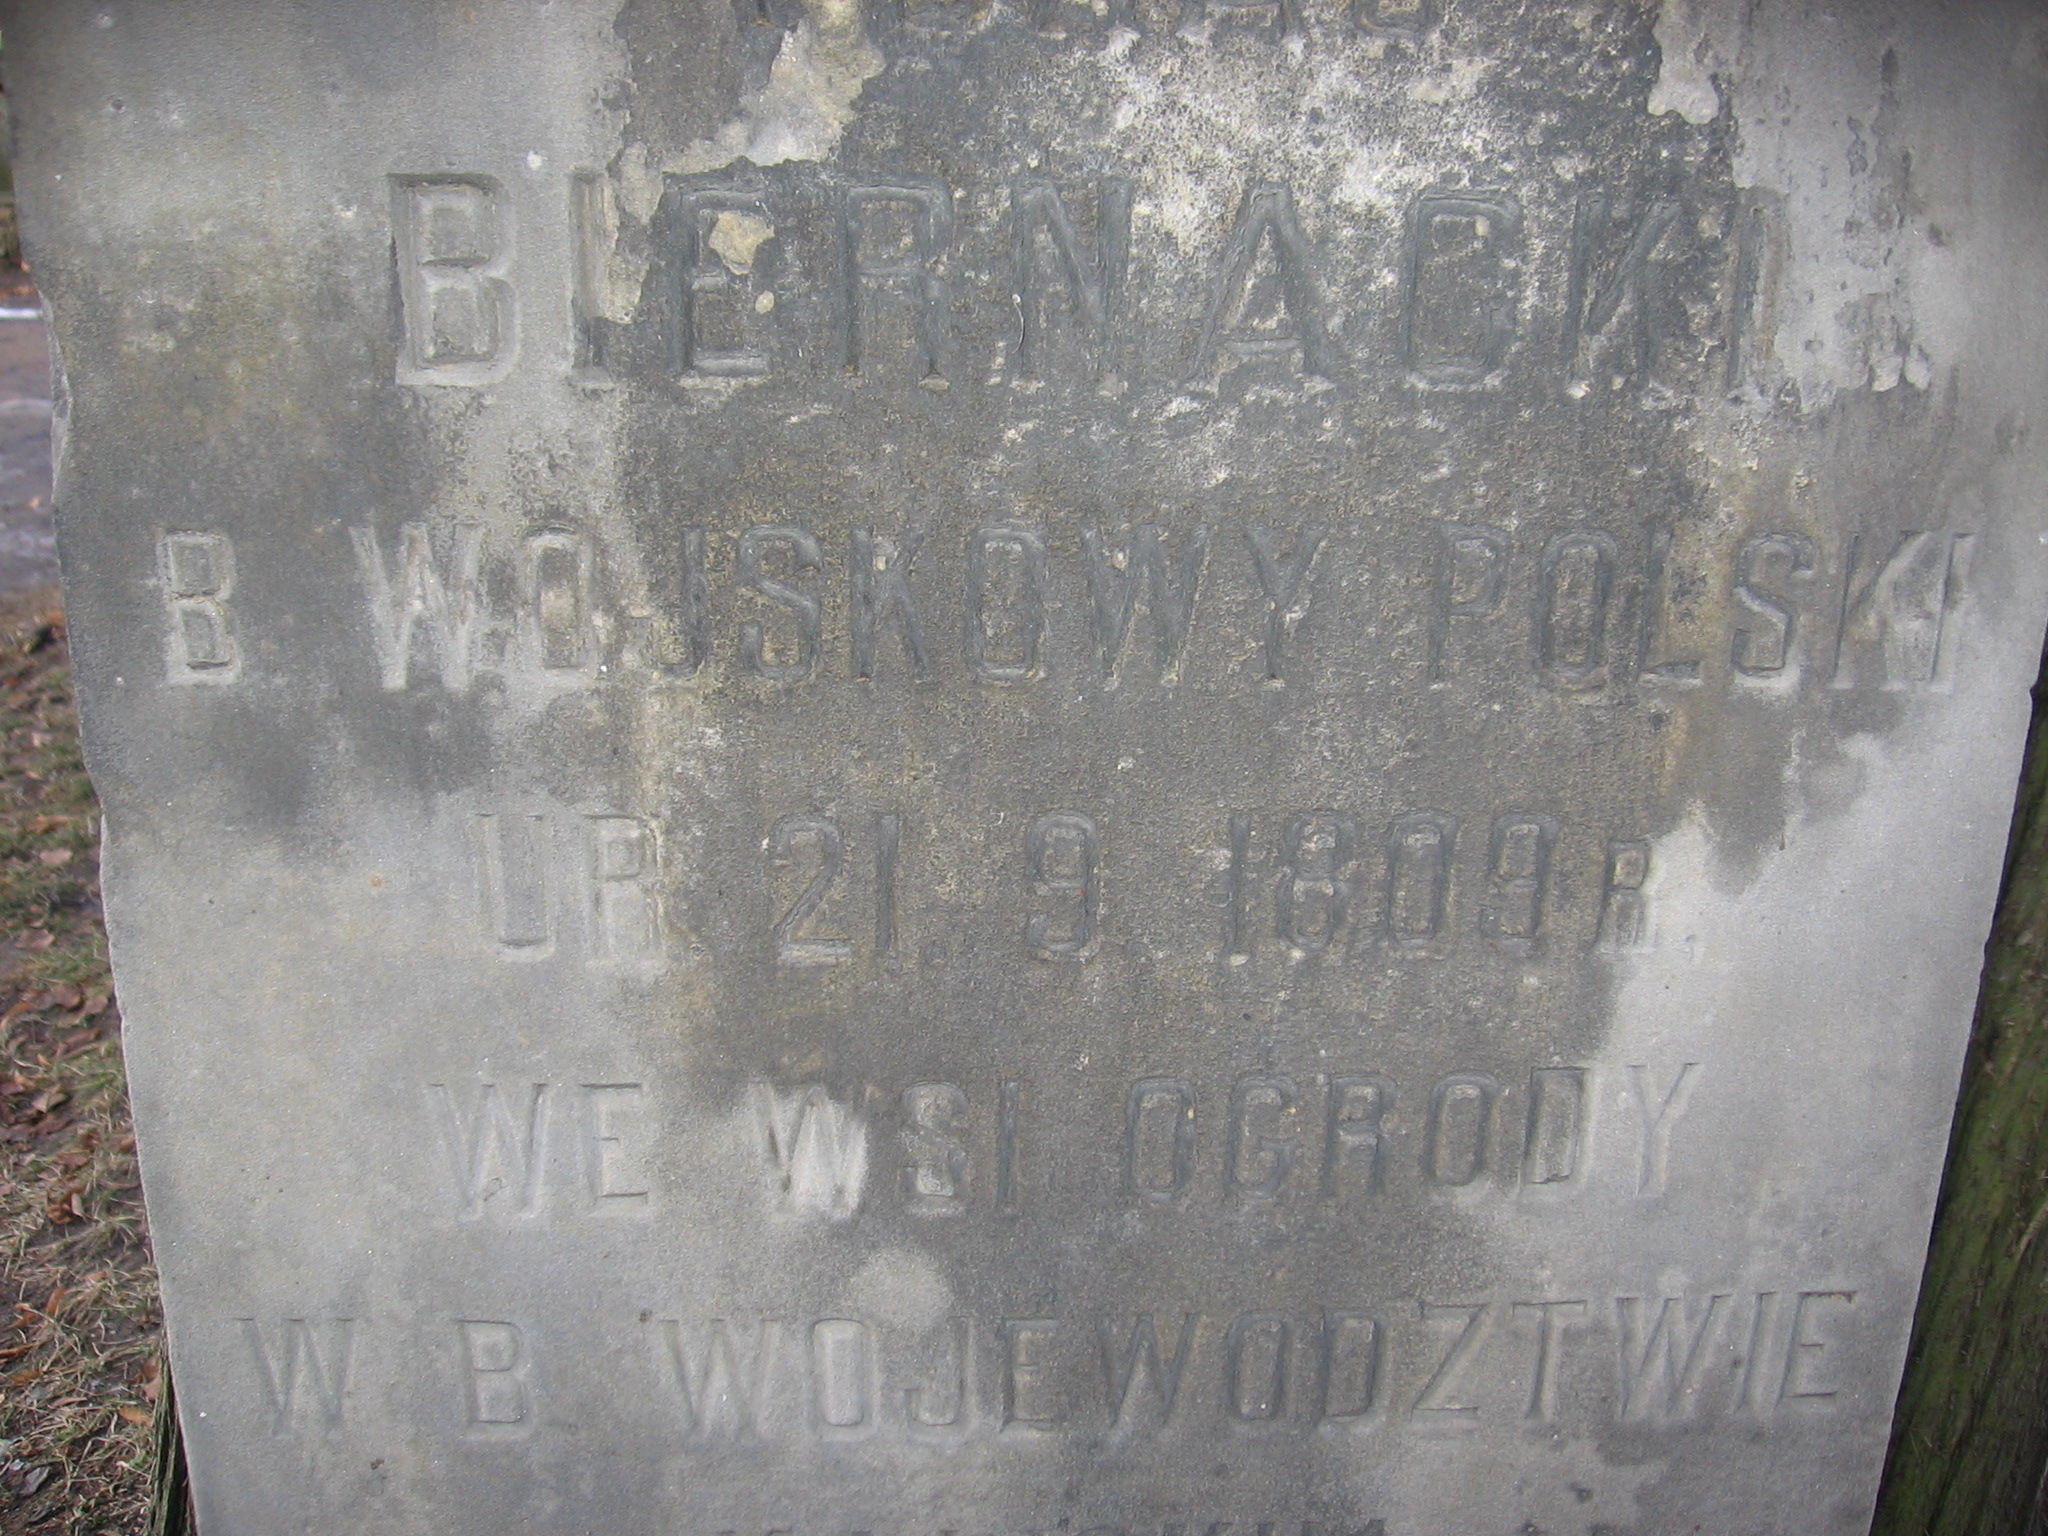 BIERNACKI
B. WOJSKOWY POLSKI
UR. 21. 9. 1809 R,
WE WSI OGRODY
W B. WOJEWODZTWIE